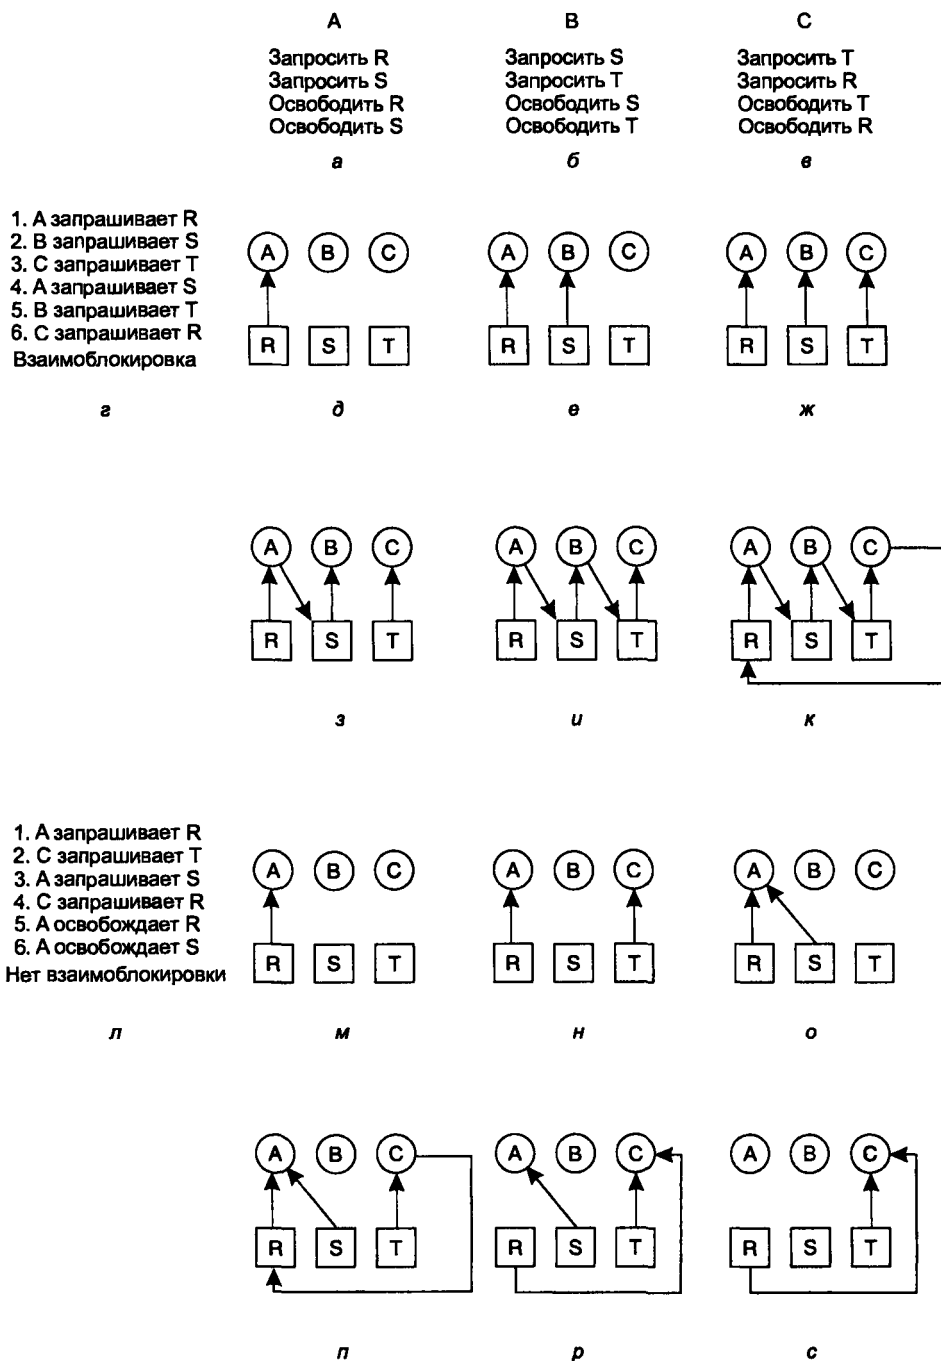 А В С
Запросить R Запросить S Запросить T
Запросить S Запросить T Запросить R
Освободить R Освободить S Освободить T
Освободить S Освободить T Освободить R
а б в
1. А запрашивает R
2. В запрашивает S
3. С запрашивает T
4. А запрашивает S
5. В запрашивает T
6. С запрашивает R
Взаимоблокировка
A B C A B C A B C
R S T R S T R S T
г д е ж
A B C A B C A B C
R S T R S T R S T
з и к
1. А запрашивает R
2. С запрашивает T
3. А запрашивает S
4. С запрашивает R
5. А освобождает R
6. А освобождает S
Нет взаимоблокировки
A B C A B C A B C
R S T R S T R S T
л м н о
A B C A B C A B C
R S T R S T R S T
п р с